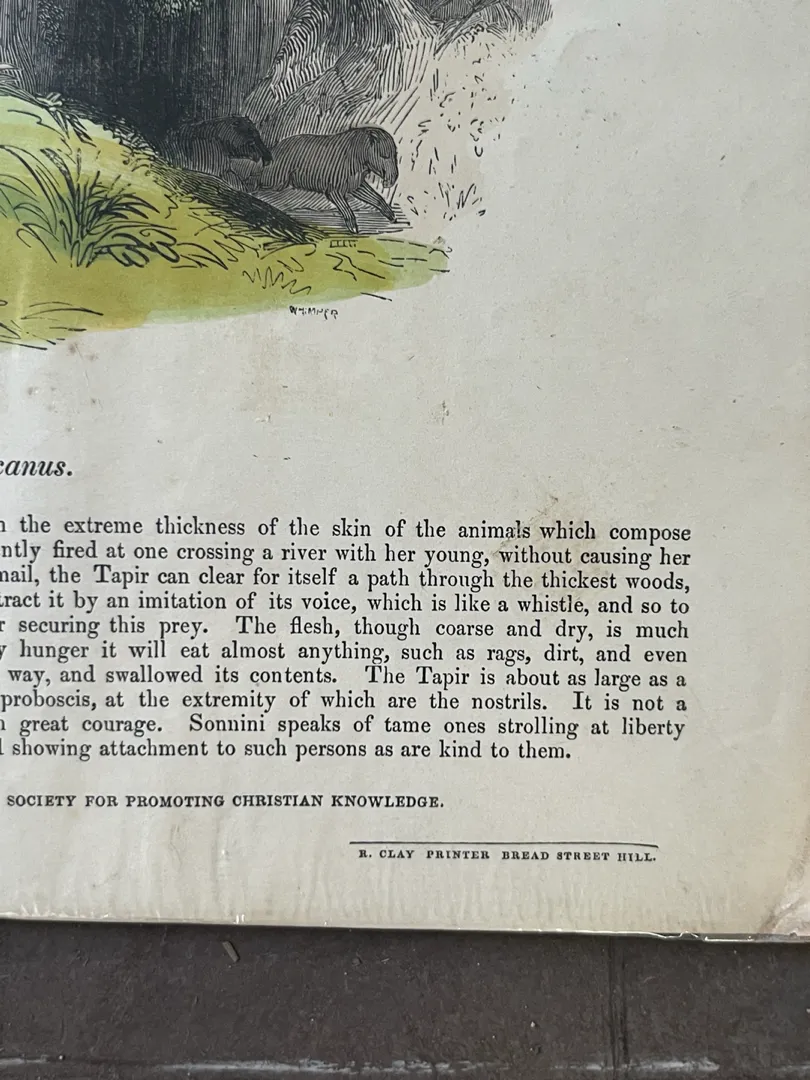 WHIMPER
canus.
n the extreme thickness of the skin of the animals which compose
ntly fired at one crossing a river with her young, without causing her
nail, the Tapir can clear for itself a path through the thickest woods,
tract it by an imitation of its voice, which is like a whistle, and so to
r securing this prey. The flesh, though coarse and dry, is much
y hunger it will eat almost anything, such as rags, dirt, and even
way, and swallowed its contents. The Tapir is about as large as a
proboscis, at the extremity of which are the nostrils. It is not a
n great courage. Sonnini speaks of tame ones strolling at liberty
l showing attachment to such persons as are kind to them.
SOCIETY FOR PROMOTING CHRISTIAN KNOWLEDGE.
R. CLAY PRINTER BREAD STREET HILL.